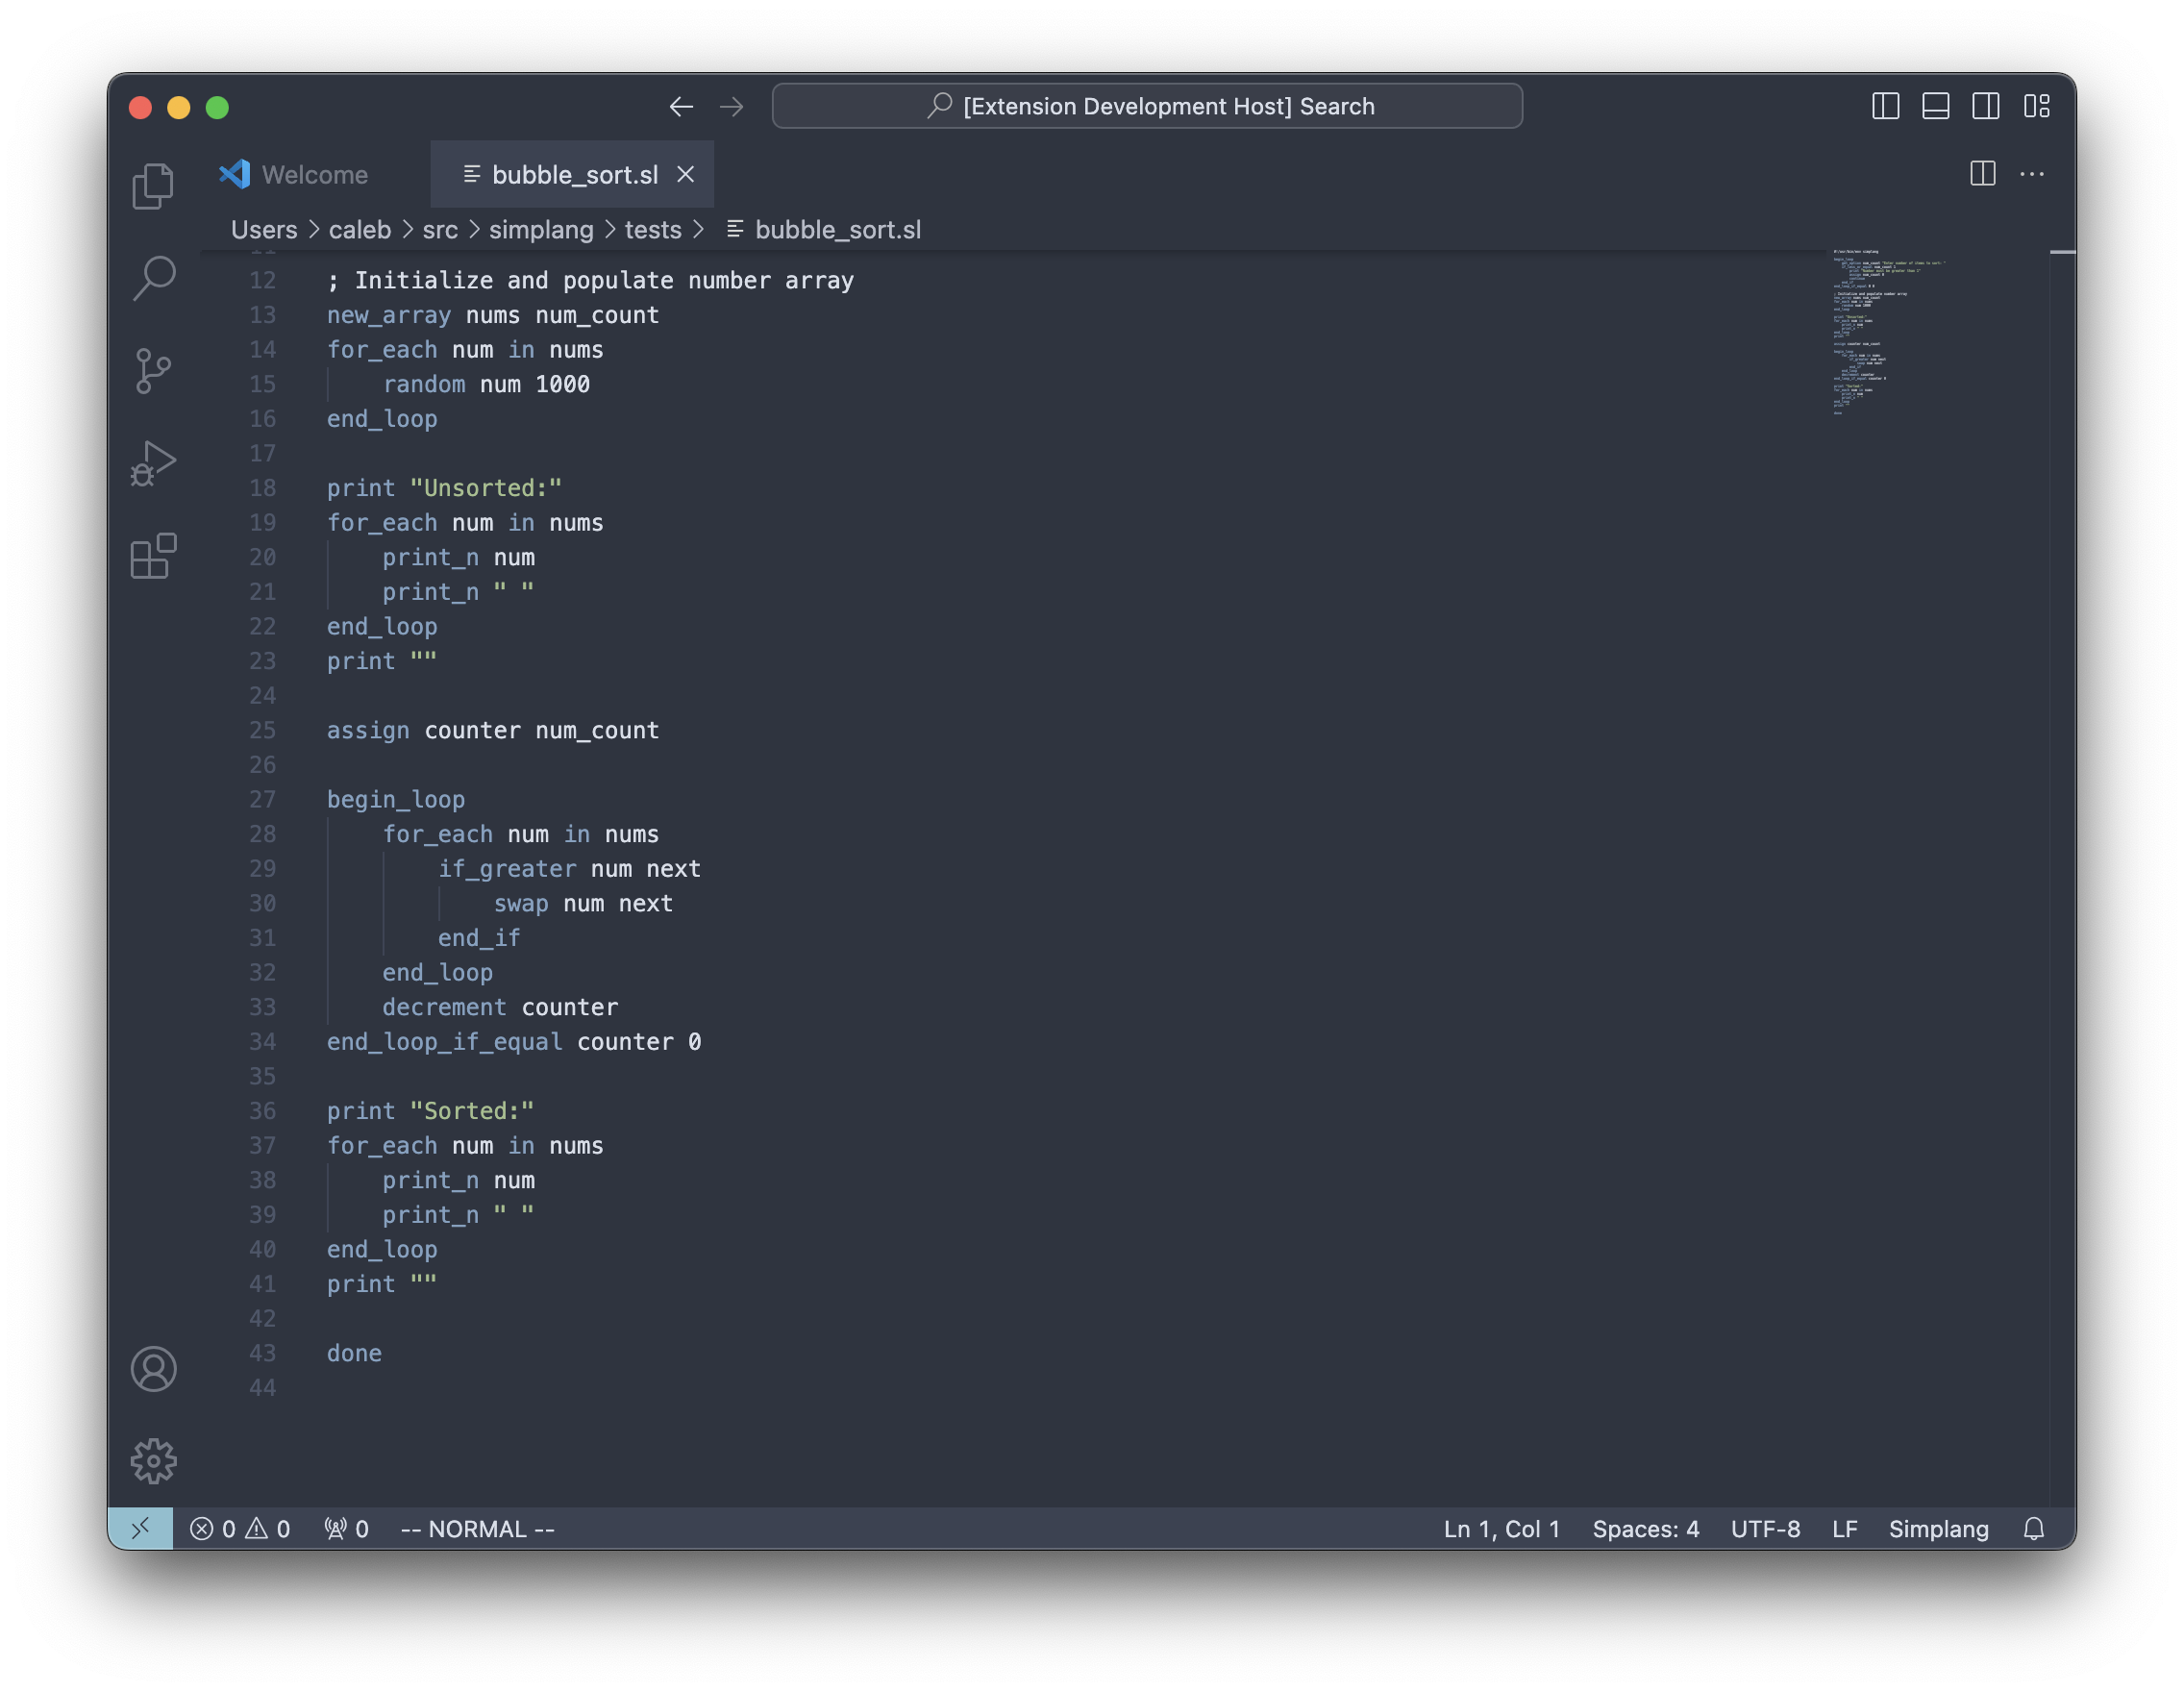 [Extension Development Host] Search
Welcome
bubble_sort.sl
Users > caleb > src > simplang > tests > bubble_sort.sl
11
12 ; Initialize and populate number array
13 new_array nums num_count
14 for_each num in nums
15     random num 1000
16 end_loop
17
18 print "Unsorted:"
19 for_each num in nums
20     print_n num
21     print_n " "
22 end_loop
23 print ""
24
25 assign counter num_count
26
27 begin_loop
28     for_each num in nums
29         if_greater num next
30             swap num next
31         end_if
32     end_loop
33     decrement counter
34 end_loop_if_equal counter 0
35
36 print "Sorted:"
37 for_each num in nums
38     print_n num
39     print_n " "
40 end_loop
41 print ""
42
43 done
44
0 0 0 -- NORMAL -- Ln 1, Col 1 Spaces: 4 UTF-8 LF Simplang